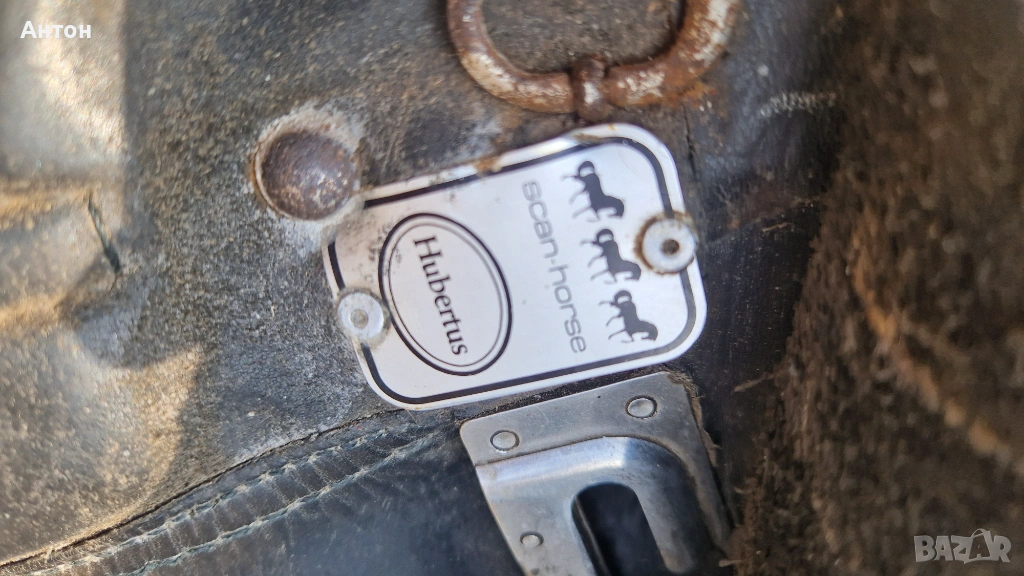 Антон
scan.horse
Hubertus
BAZAR